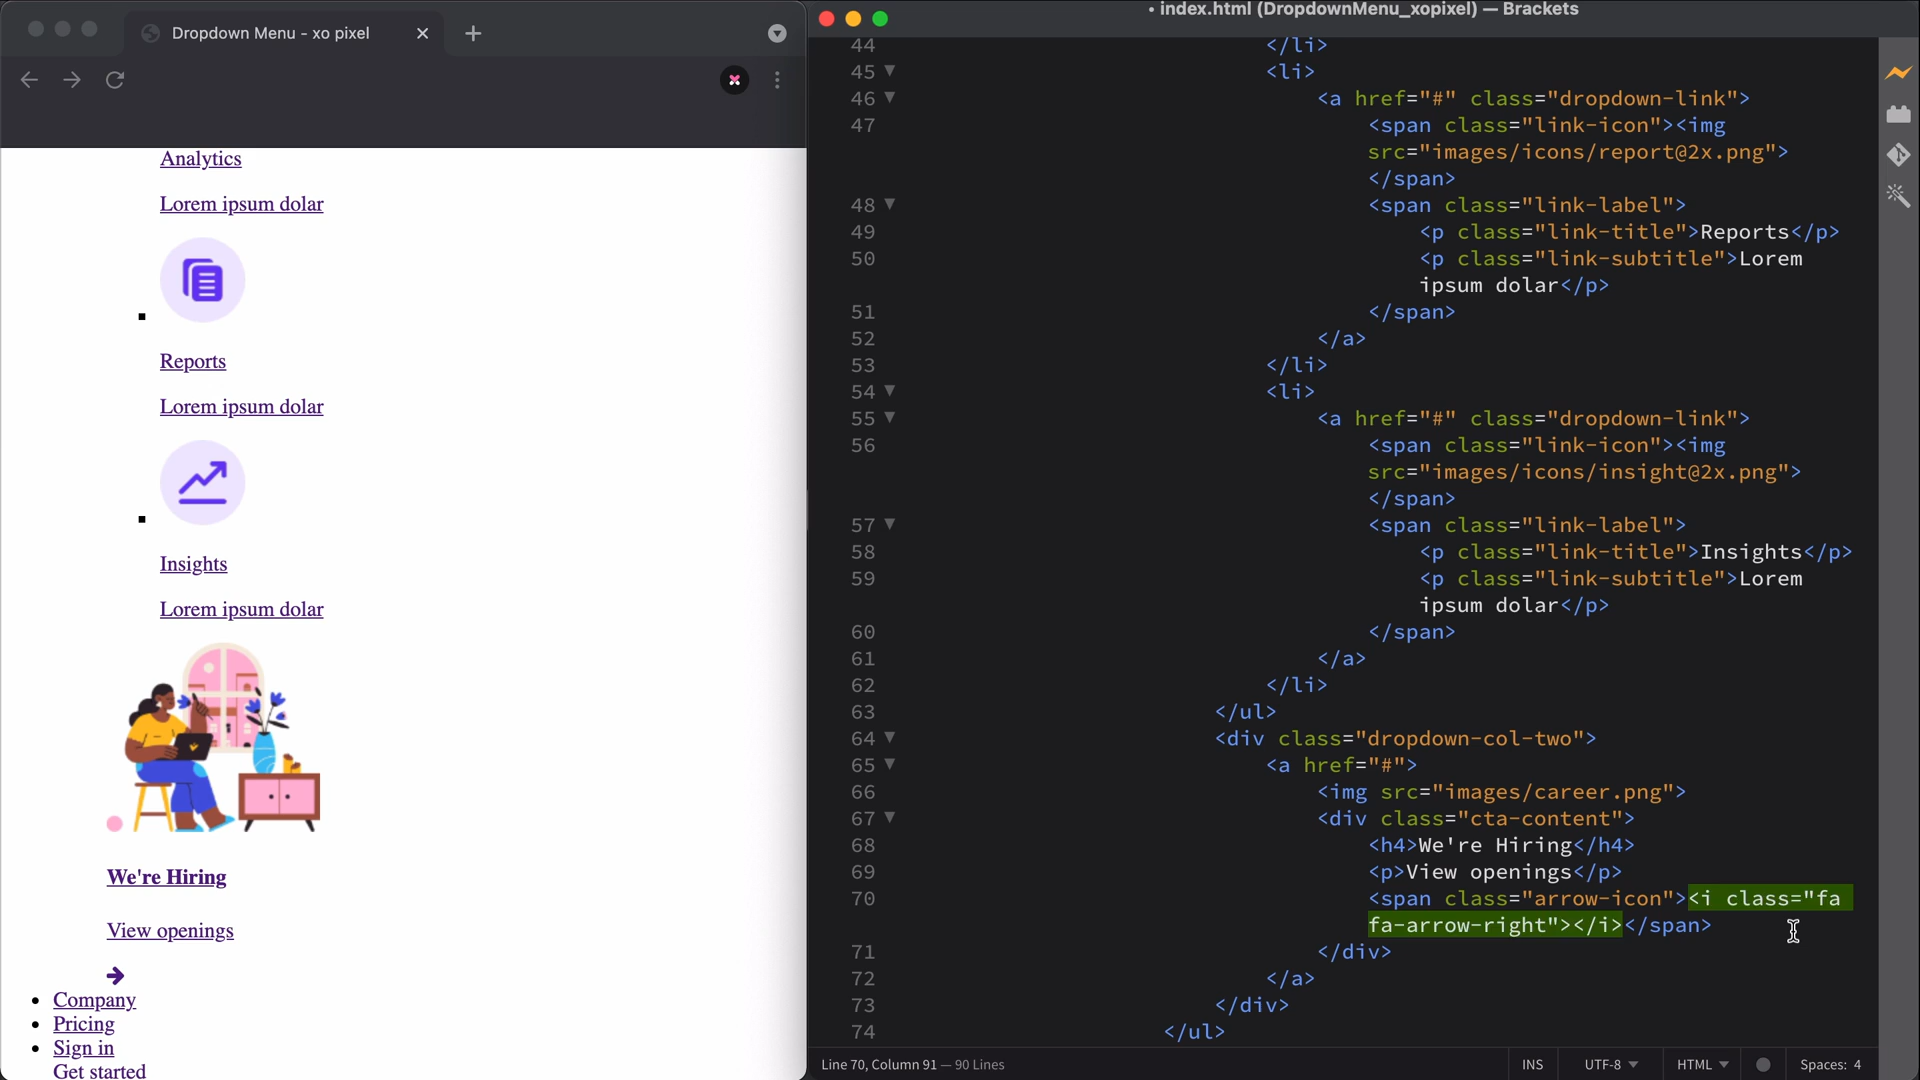 Dropdown Menu - xo pixel
Analytics
Lorem ipsum dolar
Reports
Lorem ipsum dolar
Insights
Lorem ipsum dolar
We're Hiring
View openings
Company
Pricing
Sign in
Get started
• index.html (DropdownMenu_xopixel) — Brackets
44 </li>
45 <li>
46 <a href="#" class="dropdown-link">
47 <span class="link-icon"><img
src="images/icons/report@2x.png">
</span>
48 <span class="link-label">
49 <p class="link-title">Reports</p>
50 <p class="link-subtitle">Lorem
ipsum dolar</p>
51 </span>
52 </a>
53 </li>
54 <li>
55 <a href="#" class="dropdown-link">
56 <span class="link-icon"><img
src="images/icons/insight@2x.png">
</span>
57 <span class="link-label">
58 <p class="link-title">Insights</p>
59 <p class="link-subtitle">Lorem
ipsum dolar</p>
60 </span>
61 </a>
62 </li>
63 </ul>
64 <div class="dropdown-col-two">
65 <a href="#">
66 <img src="images/career.png">
67 <div class="cta-content">
68 <h4>We're Hiring</h4>
69 <p>View openings</p>
70 <span class="arrow-icon"><i class="fa
fa-arrow-right"></i></span>
71 </div>
72 </a>
73 </div>
74 </ul>
Line 70, Column 91 — 90 Lines
INS
UTF-8
HTML
Spaces: 4